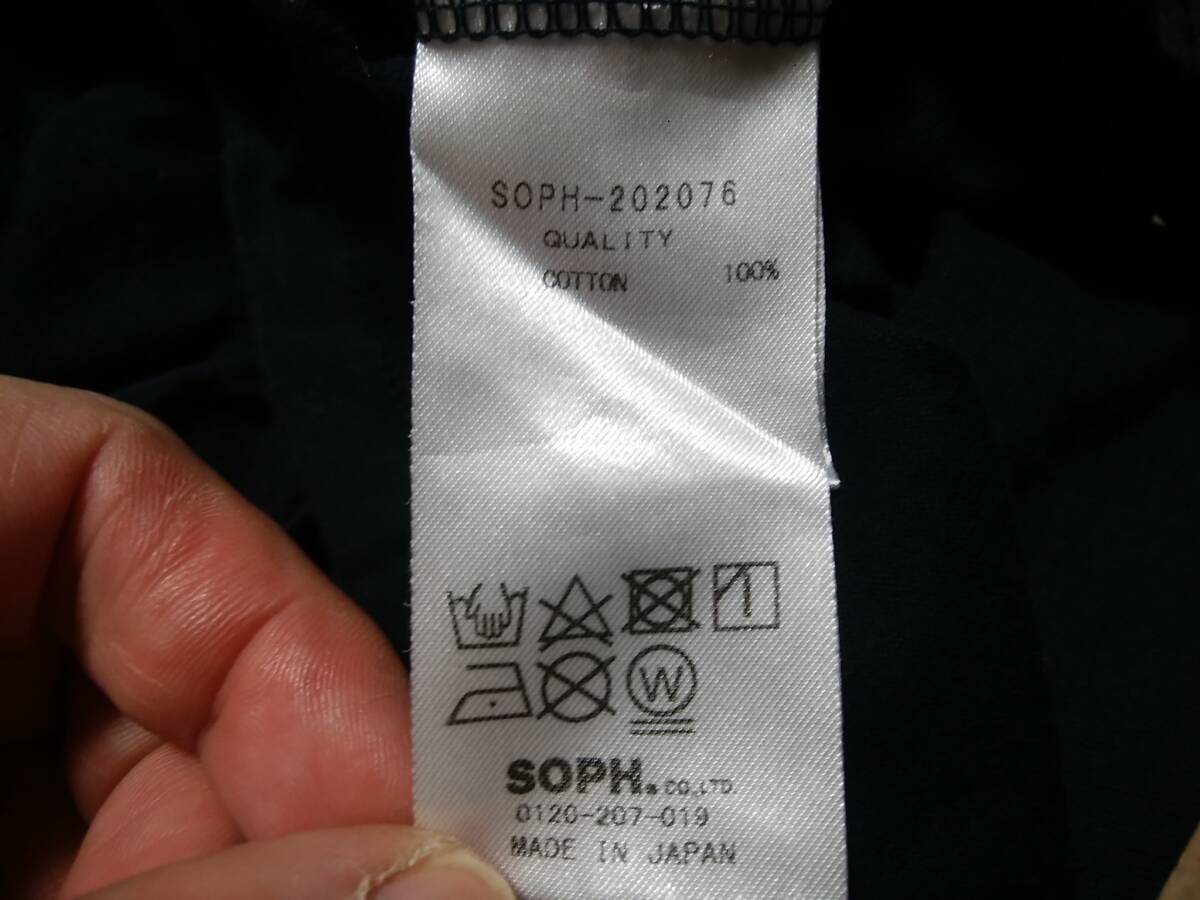 SOPH-202076
QUALITY
COTTON 100%
W
SOPH. CO.,LTD.
0120-207-019
MADE IN JAPAN